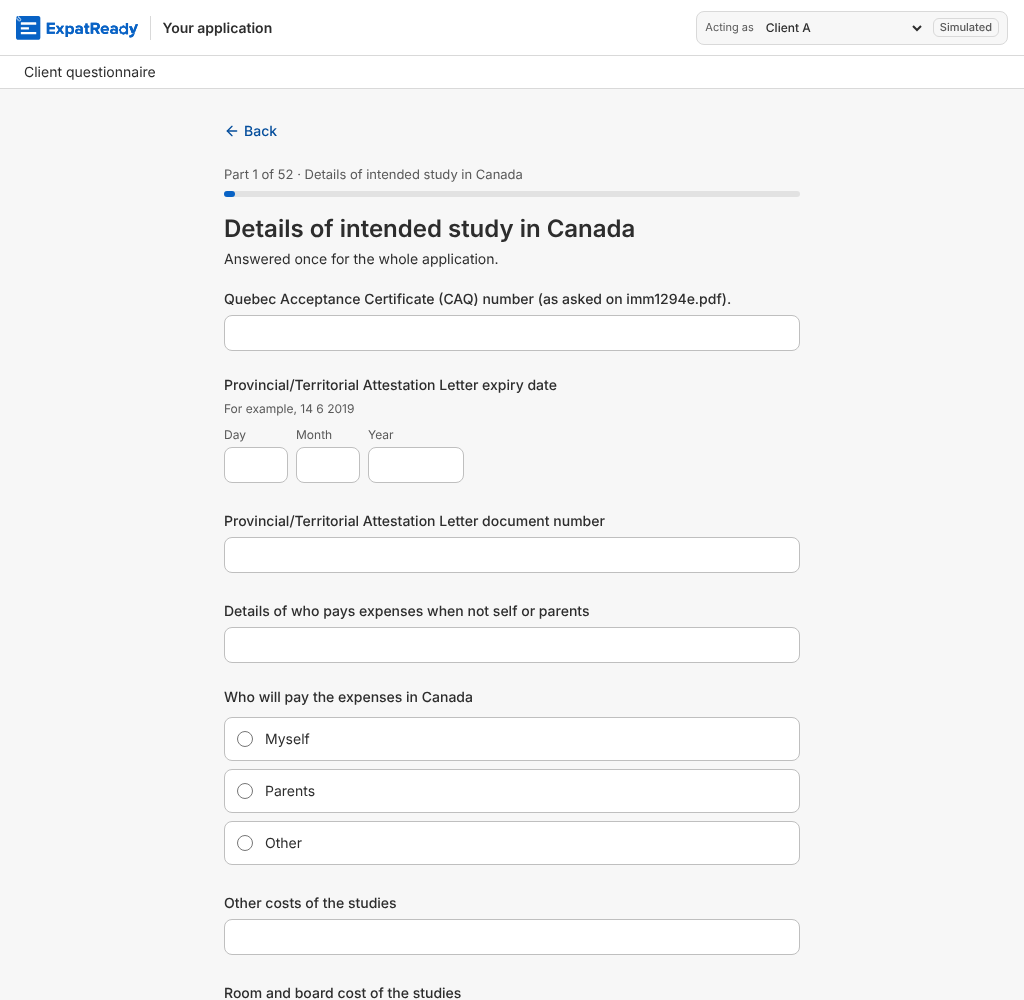 ExpatReady
Your application
Acting as Client A Simulated
Client questionnaire
← Back
Part 1 of 52 · Details of intended study in Canada
Details of intended study in Canada
Answered once for the whole application.
Quebec Acceptance Certificate (CAQ) number (as asked on imm1294e.pdf).
Provincial/Territorial Attestation Letter expiry date
For example, 14 6 2019
Day Month Year
Provincial/Territorial Attestation Letter document number
Details of who pays expenses when not self or parents
Who will pay the expenses in Canada
Myself
Parents
Other
Other costs of the studies
Room and board cost of the studies